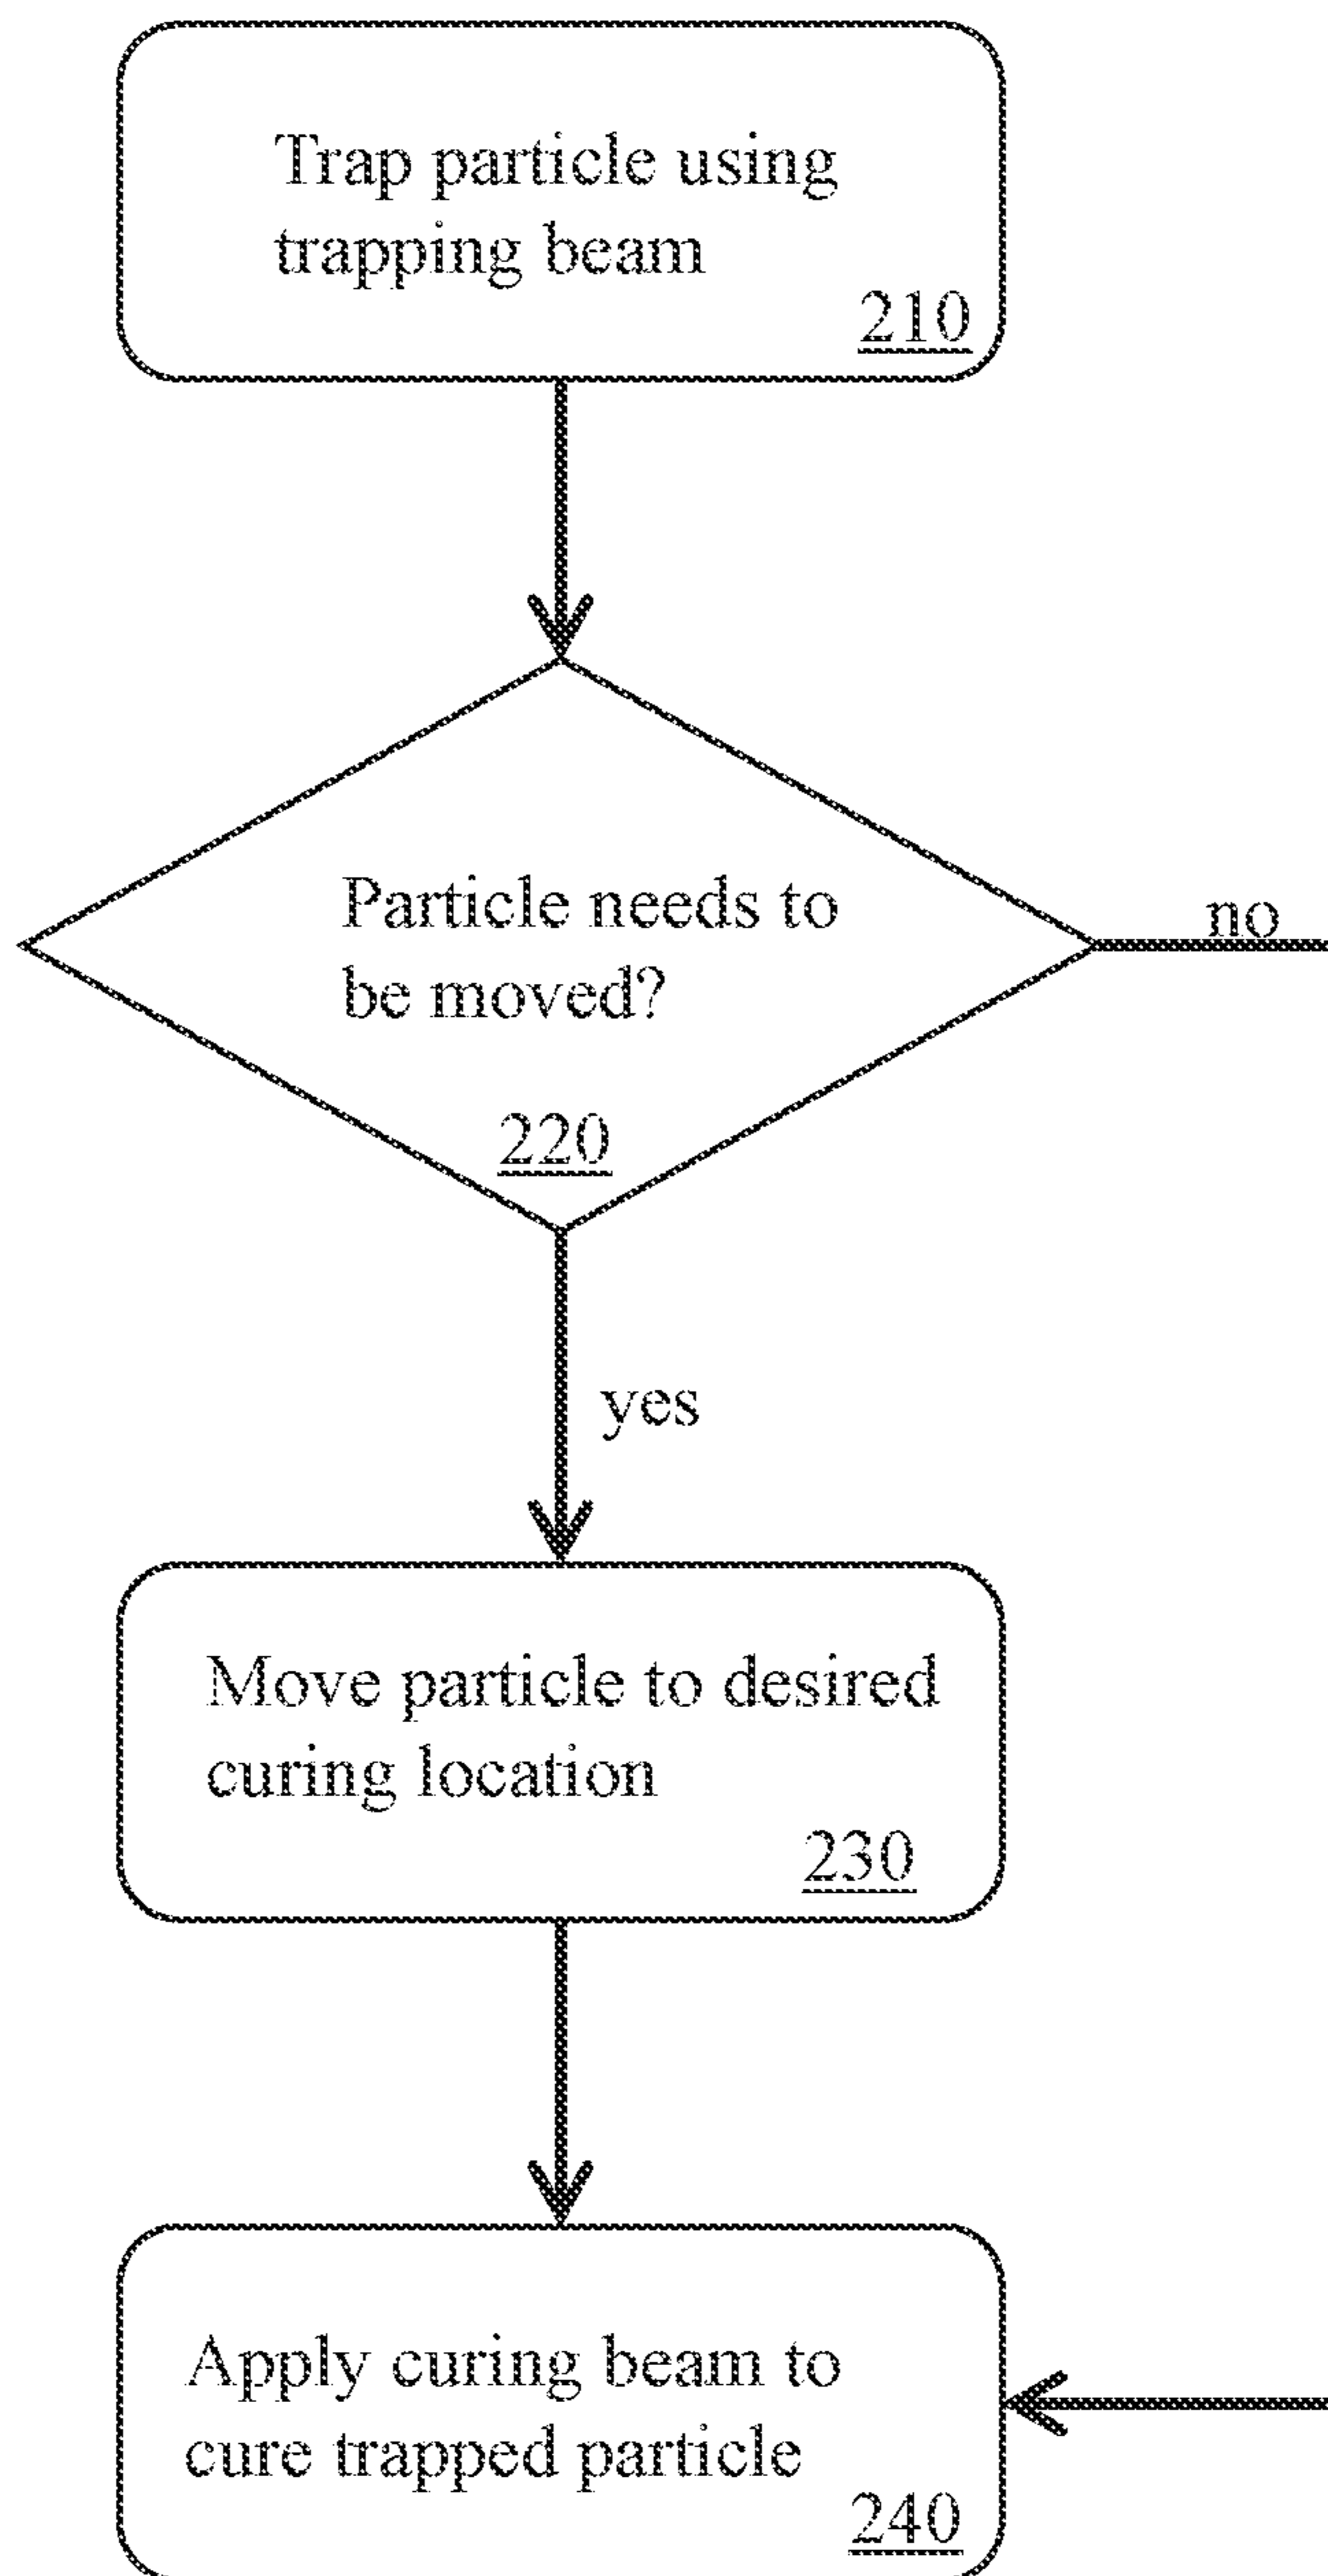 Trap particle using
trapping beam
210
Particle needs to
be moved?
220
no
yes
Move particle to desired
curing location
230
Apply curing beam to
cure trapped particle
240